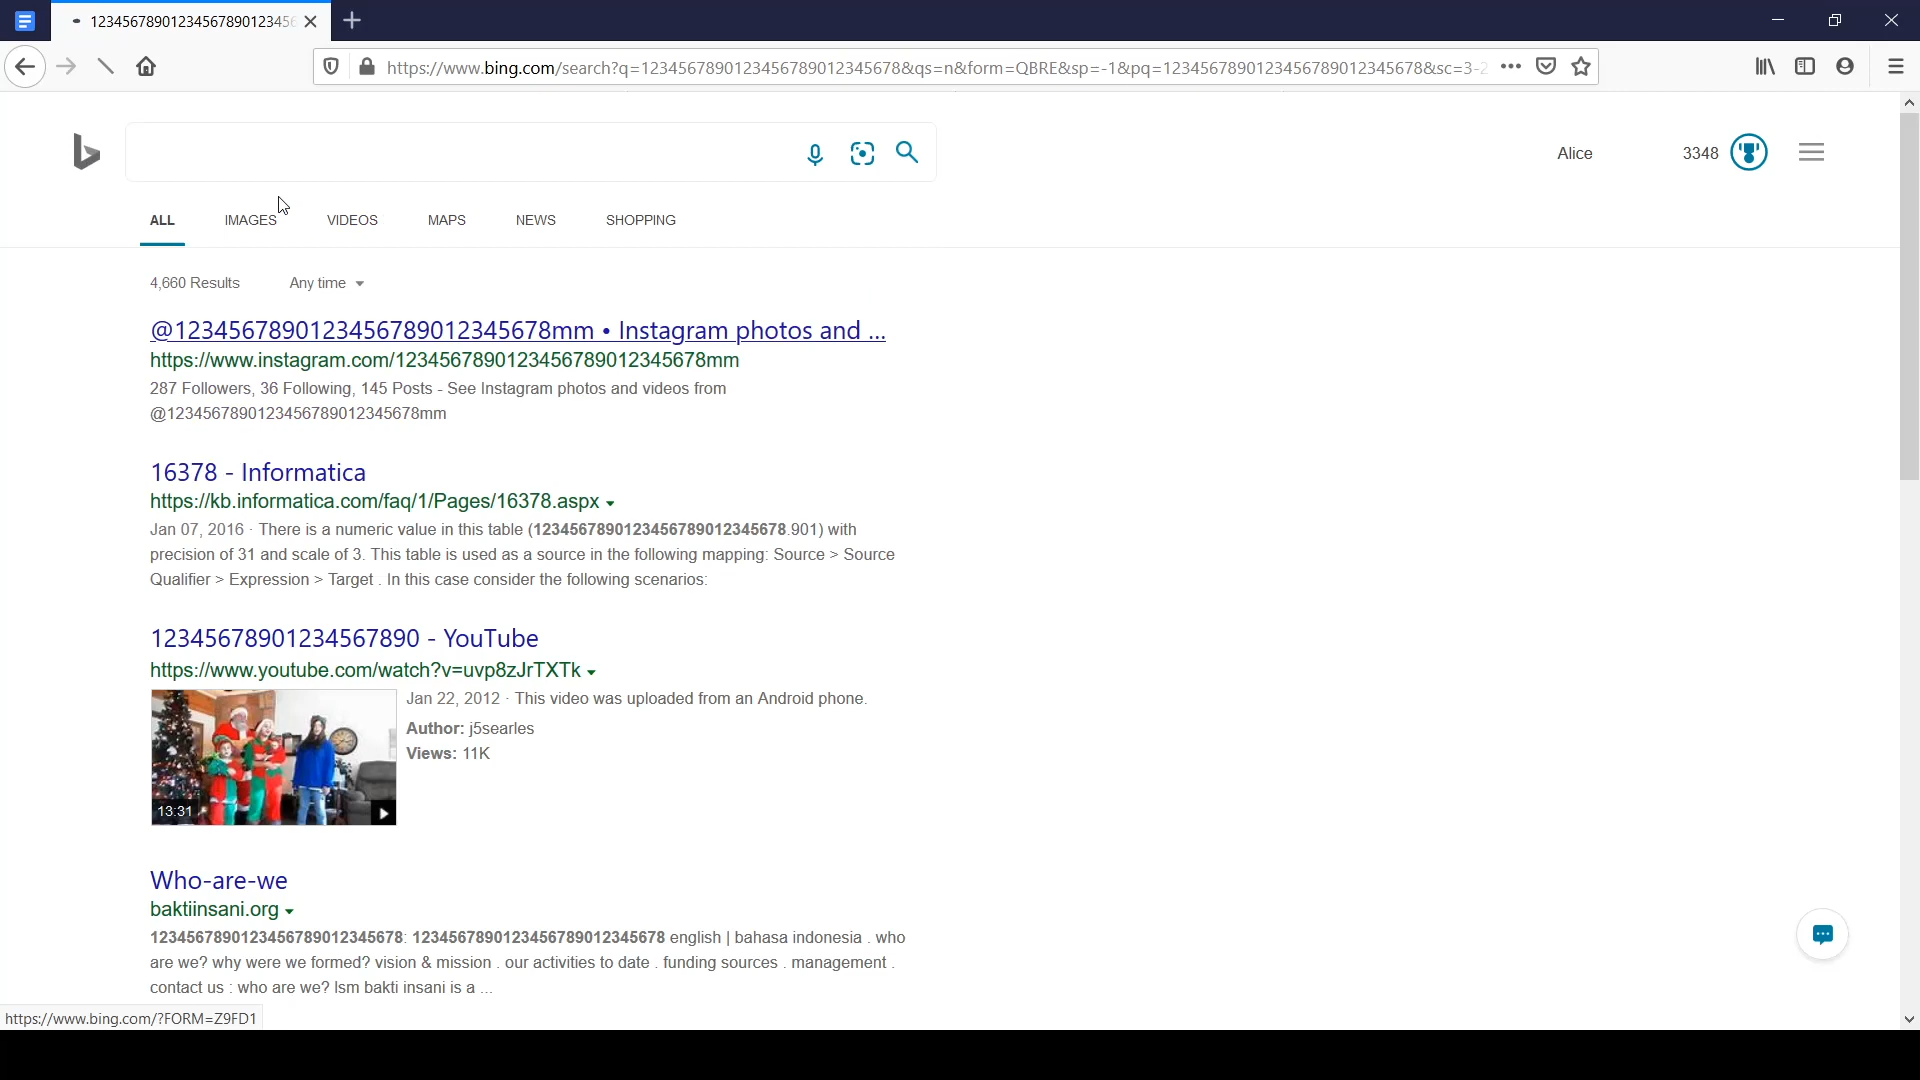 12345678901234567890123456
https://www.bing.com/search?q=1234567890123456789012345678&qs=n&form=QBRE&sp=-1&pq=1234567890123456789012345678&sc=3-2
Alice
3348
ALL IMAGES VIDEOS MAPS NEWS SHOPPING
4,660 Results Any time
@1234567890123456789012345678mm • Instagram photos and ...
https://www.instagram.com/1234567890123456789012345678mm
287 Followers, 36 Following, 145 Posts - See Instagram photos and videos from
@1234567890123456789012345678mm
16378 - Informatica
https://kb.informatica.com/faq/1/Pages/16378.aspx
Jan 07, 2016 · There is a numeric value in this table (1234567890123456789012345678.901) with
precision of 31 and scale of 3. This table is used as a source in the following mapping: Source > Source
Qualifier > Expression > Target . In this case consider the following scenarios:
12345678901234567890 - YouTube
https://www.youtube.com/watch?v=uvp8zJrTXTk
Jan 22, 2012 · This video was uploaded from an Android phone.
Author: j5searles
Views: 11K
13:31
Who-are-we
baktiinsani.org
1234567890123456789012345678: 1234567890123456789012345678 english | bahasa indonesia . who
are we? why were we formed? vision & mission . our activities to date . funding sources . management .
contact us : who are we? lsm bakti insani is a ...
https://www.bing.com/?FORM=Z9FD1